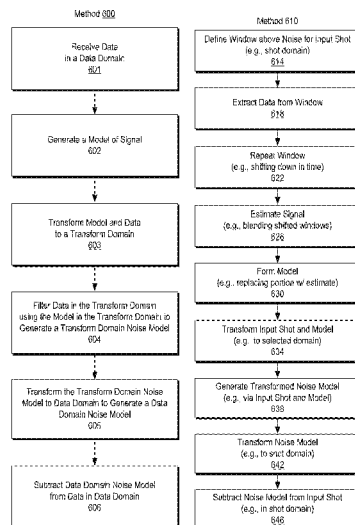 Method 600
Receive Data
in a Data Domain
601
Generate a Model of Signal
602
Transform Model and Data
to a Transform Domain
603
Filter Data in the Transform Domain
using the Model in the Transform Domain to
Generate a Transform Domain Noise Model
604
Transform the Transform Domain Noise
Model to Data Domain to Generate a Data
Domain Noise Model
605
Subtract Data Domain Noise Model
from Data in Data Domain
606
Method 610
Define Window above Noise for Input Shot
(e.g., shot domain)
614
Extract Data from Window
618
Repeat Window
(e.g., shifting down in time)
622
Estimate Signal
(e.g., blending shifted windows)
626
Form Model
(e.g., replacing portion w/ estimate)
630
Transform Input Shot and Model
(e.g., to selected domain)
634
Generate Transformed Noise Model
(e.g., via Input Shot and Model)
638
Transform Noise Model
(e.g., to shot domain)
642
Subtract Noise Model from Input Shot
(e.g., in shot domain)
646